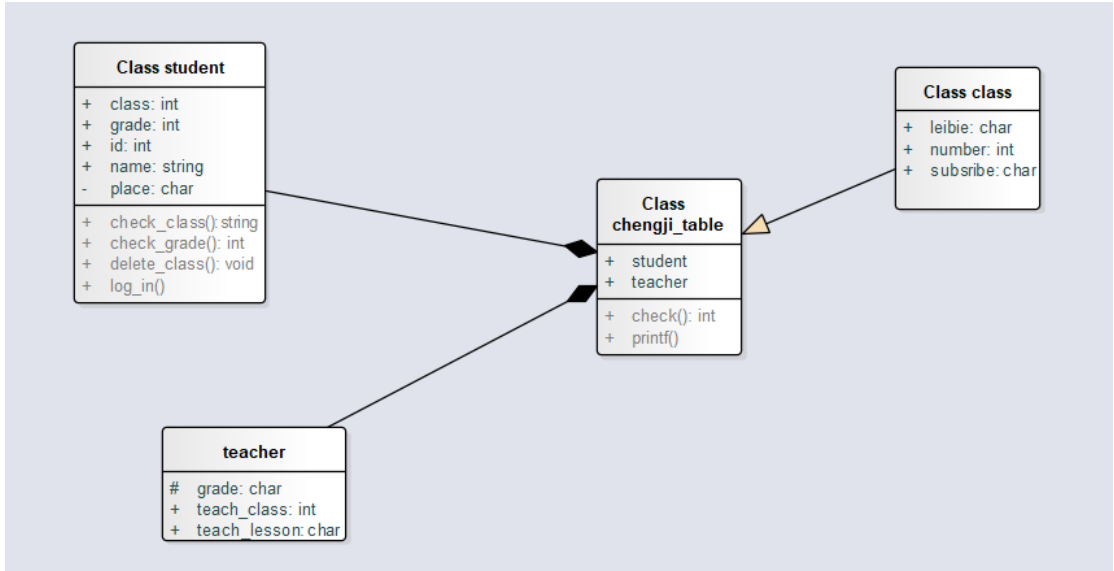 Class student
+ class: int
+ grade: int
+ id: int
+ name: string
- place: char
+ check_class(): string
+ check_grade(): int
+ delete_class(): void
+ log_in()
Class class
+ leibie: char
+ number: int
+ subsribe: char
Class
chengji_table
+ student
+ teacher
+ check(): int
+ printf()
teacher
# grade: char
+ teach_class: int
+ teach_lesson: char